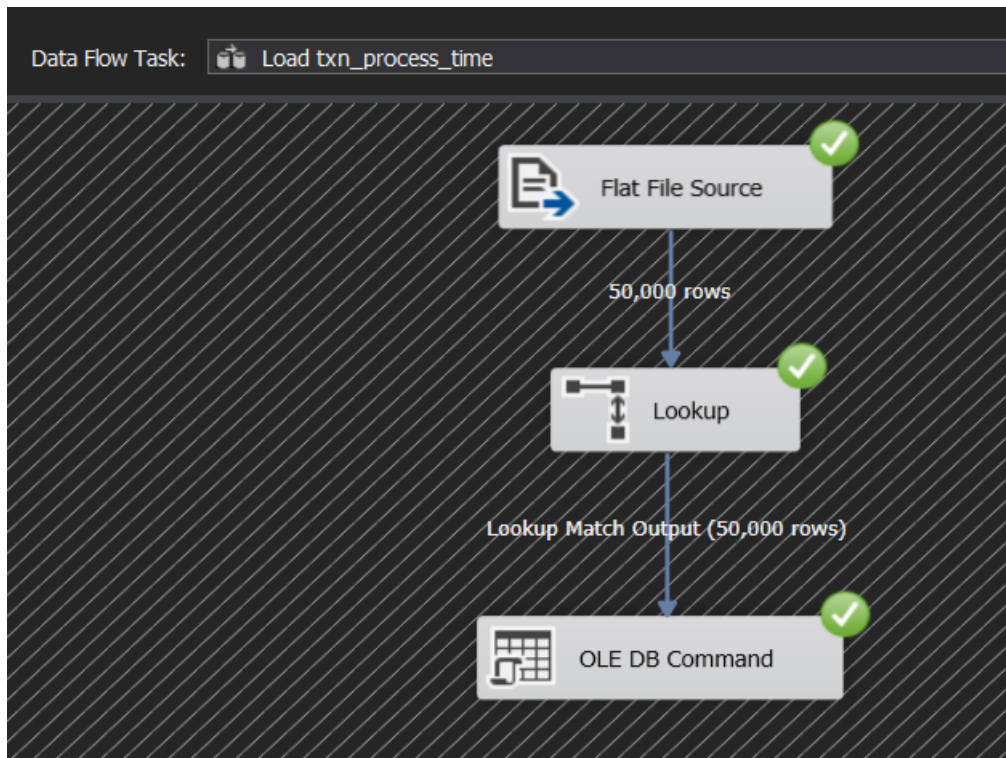 Data Flow Task: Load txn_process_time
Flat File Source
50,000 rows
Lookup
Lookup Match Output (50,000 rows)
OLE DB Command